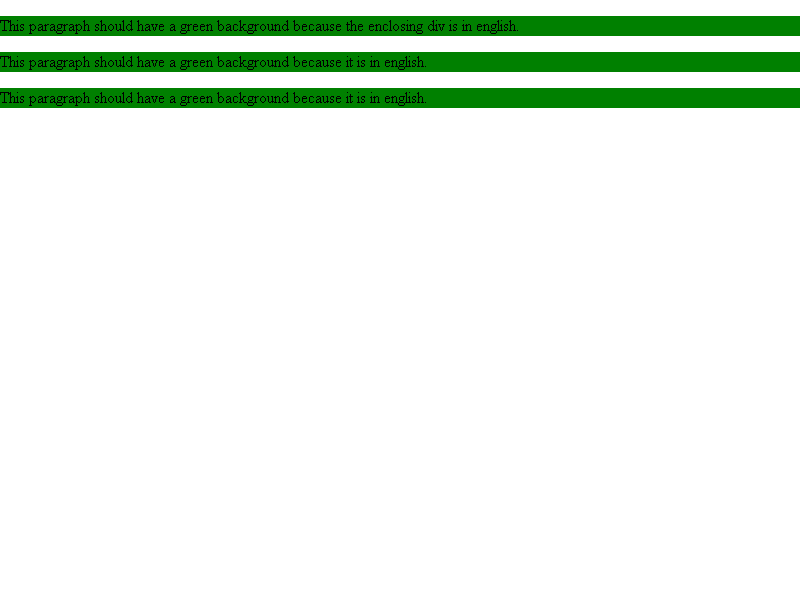 This paragraph should have a green background because the enclosing div is in english.
This paragraph should have a green background because it is in english.
This paragraph should have a green background because it is in english.